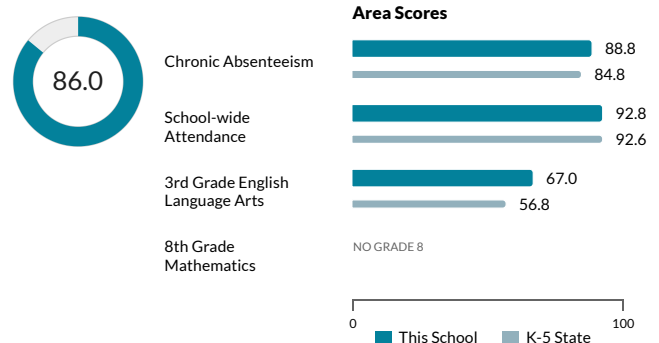 Area Scores
86.0
Chronic Absenteeism
88.8
84.8
School-wide
Attendance
92.8
92.6
3rd Grade English
Language Arts
67.0
56.8
8th Grade
Mathematics
NO GRADE 8
0
100
This School
K-5 State